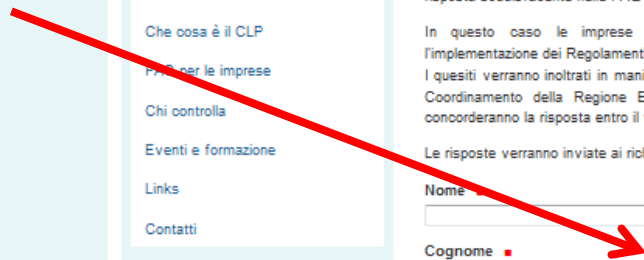 Che cosa è il CLP
FAQ per le imprese
Chi controlla
Eventi e formazione
Links
Contatti
In questo caso le imprese
l'implementazione dei Regolament
I quesiti verranno inoltrati in mani
Coordinamento della Regione E
concorderanno la risposta entro il
Le risposte verranno inviate ai ric
Nome
Cognome